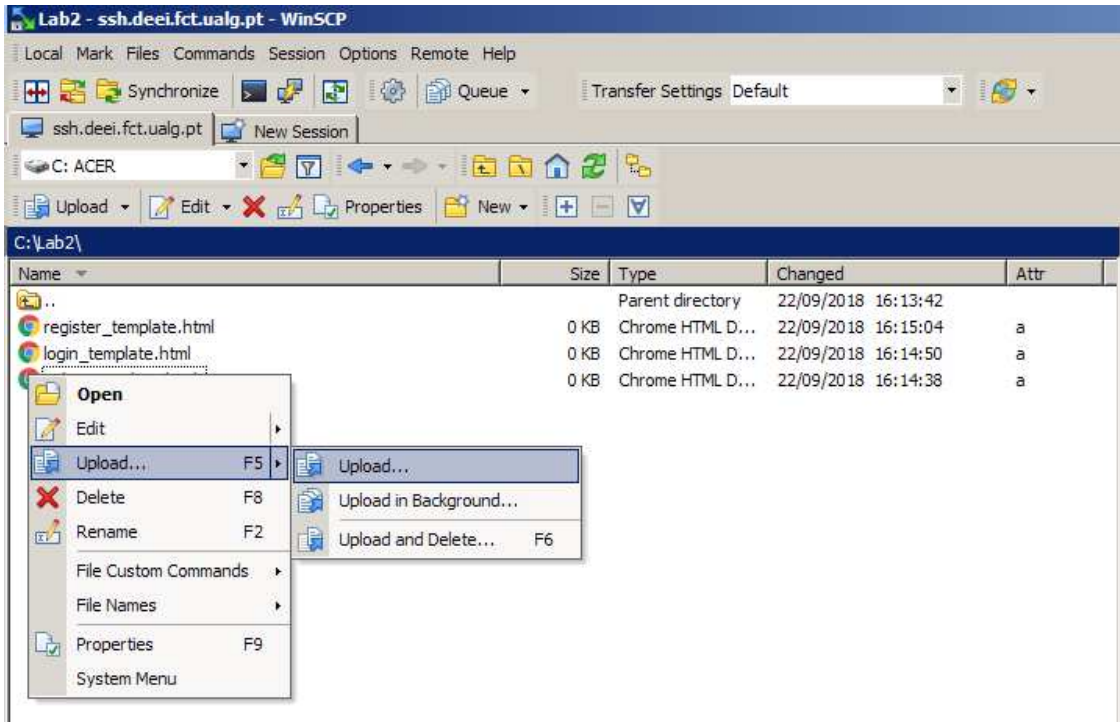 Lab2 - ssh.deei.fct.ualg.pt - WinSCP
Local Mark Files Commands Session Options Remote Help
Synchronize Queue Transfer Settings Default
ssh.deei.fct.ualg.pt New Session
C: ACER
Upload Edit Properties New
C:\Lab2\
Name Size Type Changed Attr
.. Parent directory 22/09/2018 16:13:42
register_template.html 0 KB Chrome HTML D... 22/09/2018 16:15:04 a
login_template.html 0 KB Chrome HTML D... 22/09/2018 16:14:50 a
0 KB Chrome HTML D... 22/09/2018 16:14:38 a
Open
Edit
Upload... F5
Delete F8
Rename F2
File Custom Commands
File Names
Properties F9
System Menu
Upload...
Upload in Background...
Upload and Delete... F6